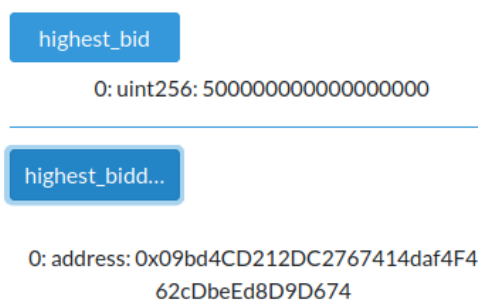 highest_bid
0: uint256: 500000000000000000
highest_bidd...
0: address: 0x09bd4CD212DC2767414daf4F4
62cDbeEd8D9D674